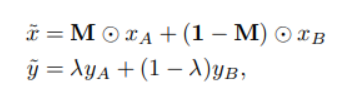 x̃ = M ⊙ x_A + (1 − M) ⊙ x_B
ỹ = λy_A + (1 − λ)y_B,